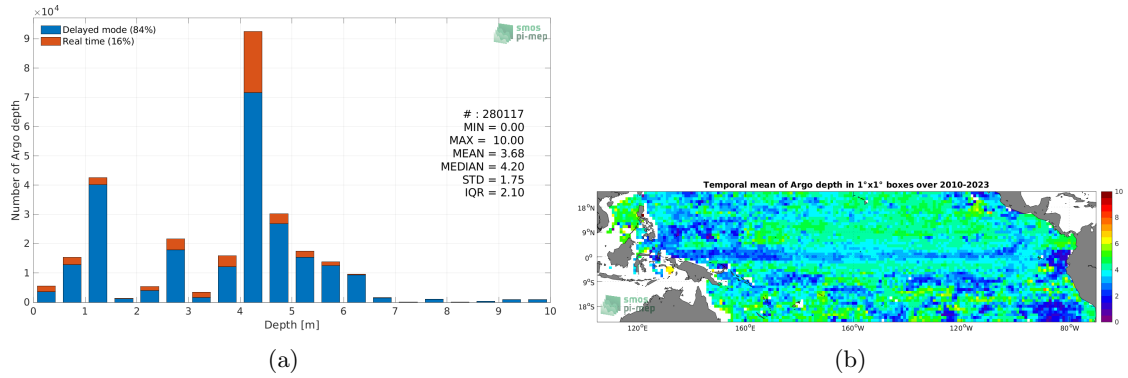 ×10⁴
Delayed mode (84%)
Real time (16%)
smos
pi-mep
9
8
7
6
5
4
3
2
1
0
Number of Argo depth
# : 280117
MIN = 0.00
MAX = 10.00
MEAN = 3.68
MEDIAN = 4.20
STD = 1.75
IQR = 2.10
0 1 2 3 4 5 6 7 8 9 10
Depth [m]
(a)
Temporal mean of Argo depth in 1°x1° boxes over 2010-2023
18°N
9°N
0°
9°S
18°S
smos
pi-mep
120°E 160°E 160°W 120°W 80°W
10
8
6
4
2
0
(b)